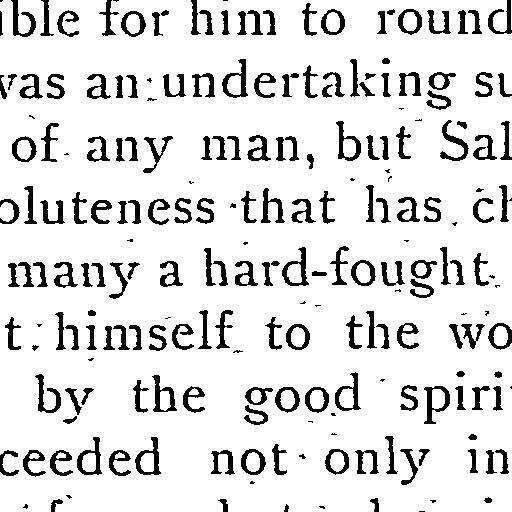 ible for him to round
was an undertaking su
of any man, but Sal
oluteness that has ch
many a hard-fought
t himself to the wo
by the good spiri
ceeded not only in